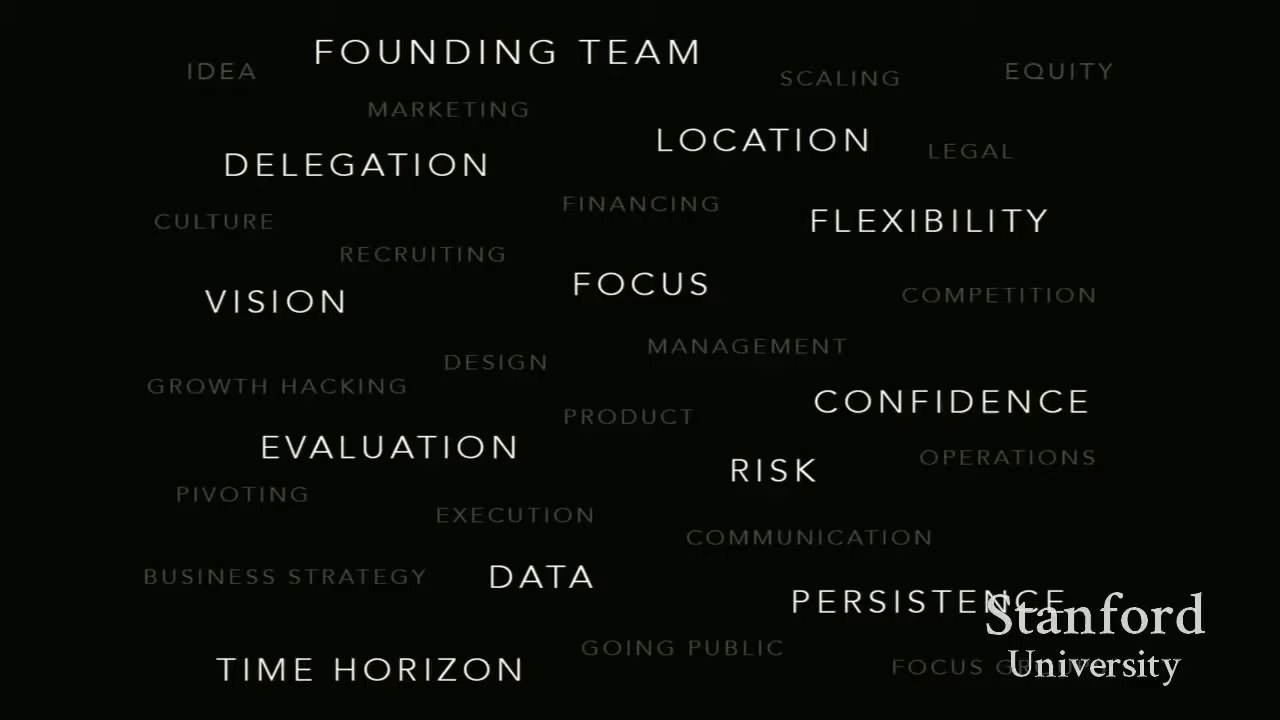 FOUNDING TEAM
IDEA
SCALING
EQUITY
MARKETING
LOCATION
DELEGATION
LEGAL
FINANCING
CULTURE
FLEXIBILITY
RECRUITING
FOCUS
VISION
COMPETITION
MANAGEMENT
DESIGN
GROWTH HACKING
CONFIDENCE
PRODUCT
EVALUATION
RISK
OPERATIONS
PIVOTING
EXECUTION
COMMUNICATION
BUSINESS STRATEGY
DATA
PERSISTENCE
Stanford
University
GOING PUBLIC
TIME HORIZON
FOCUS